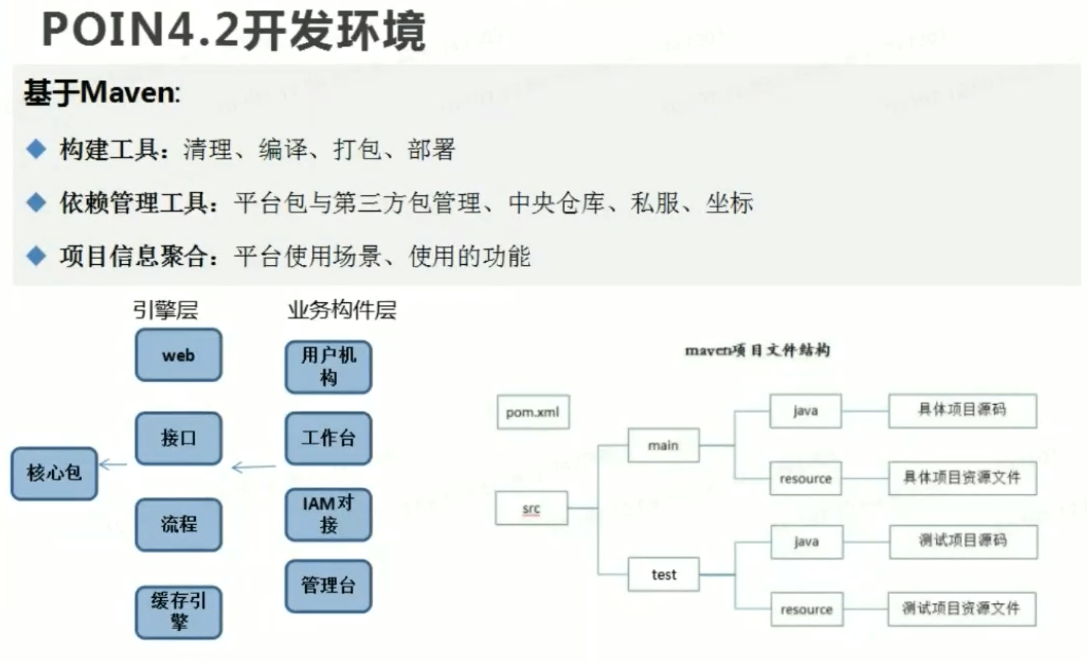 POIN4.2开发环境
基于Maven:
构建工具：清理、编译、打包、部署
依赖管理工具：平台包与第三方包管理、中央仓库、私服、坐标
项目信息聚合：平台使用场景、使用的功能
引擎层
业务构件层
web
接口
流程
缓存引
擎
核心包
用户机
构
工作台
IAM对
接
管理台
maven项目文件结构
pom.xml
src
main
java
具体项目源码
resource
具体项目资源文件
test
java
测试项目源码
resource
测试项目资源文件